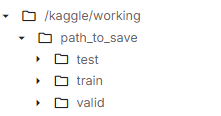 /kaggle/working
path_to_save
test
train
valid